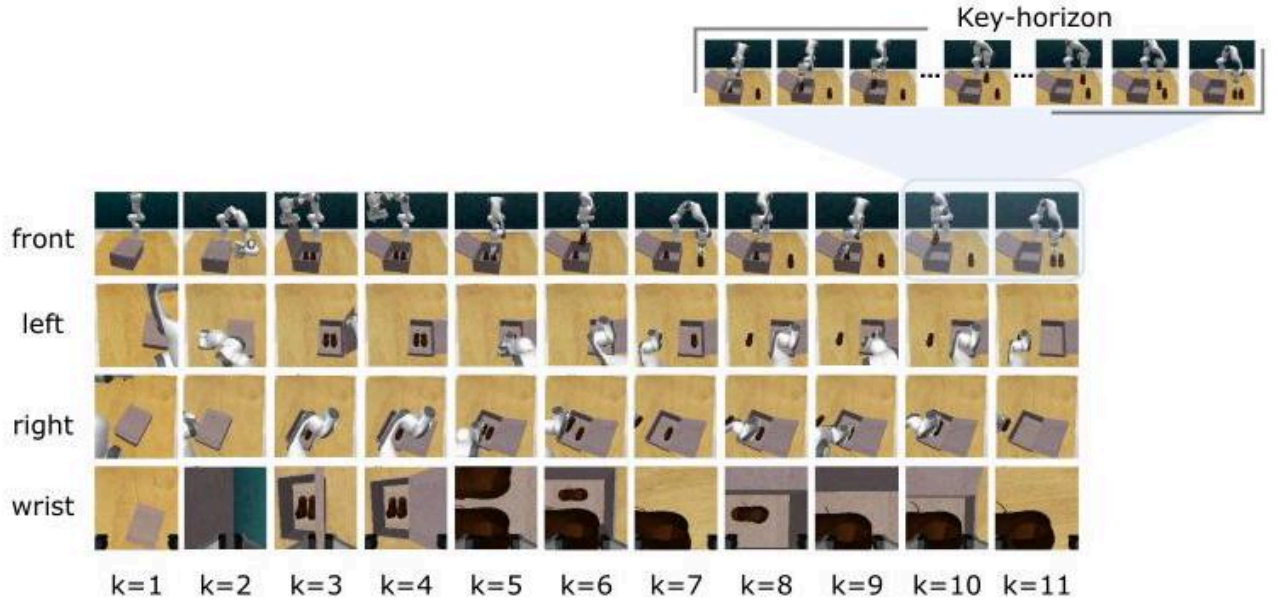 Key-horizon
... ...
front
left
right
wrist
k=1 k=2 k=3 k=4 k=5 k=6 k=7 k=8 k=9 k=10 k=11